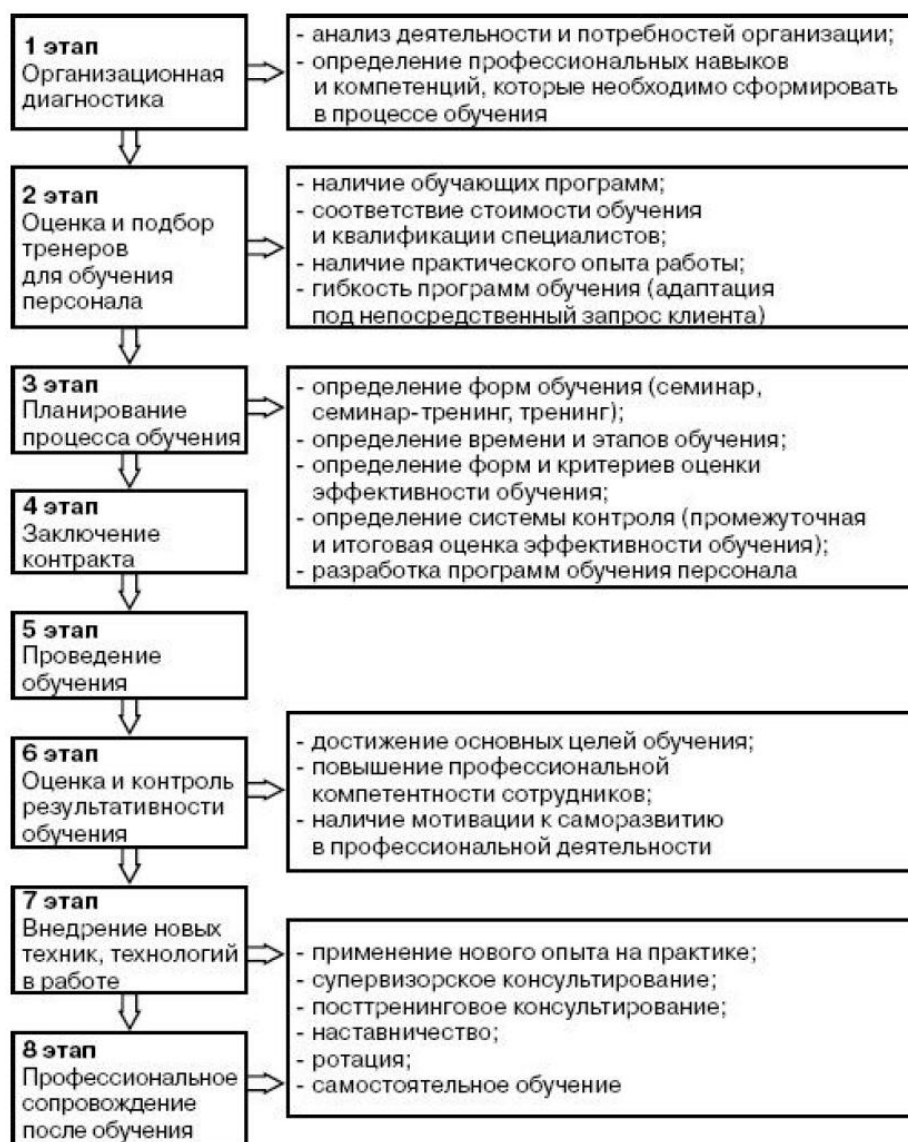 1 этап
Организационная
диагностика
- анализ деятельности и потребностей организации;
- определение профессиональных навыков
и компетенций, которые необходимо сформировать
в процессе обучения
2 этап
Оценка и подбор
тренеров
для обучения
персонала
- наличие обучающих программ;
- соответствие стоимости обучения
и квалификации специалистов;
- наличие практического опыта работы;
- гибкость программ обучения (адаптация
под непосредственный запрос клиента)
3 этап
Планирование
процесса обучения
- определение форм обучения (семинар,
семинар-тренинг, тренинг);
- определение времени и этапов обучения;
- определение форм и критериев оценки
эффективности обучения;
- определение системы контроля (промежуточная
и итоговая оценка эффективности обучения);
- разработка программ обучения персонала
4 этап
Заключение
контракта
5 этап
Проведение
обучения
6 этап
Оценка и контроль
результативности
обучения
- достижение основных целей обучения;
- повышение профессиональной
компетентности сотрудников;
- наличие мотивации к саморазвитию
в профессиональной деятельности
7 этап
Внедрение новых
техник, технологий
в работе
- применение нового опыта на практике;
- супервизорское консультирование;
- посттренинговое консультирование;
- наставничество;
- ротация;
- самостоятельное обучение
8 этап
Профессиональное
сопровождение
после обучения